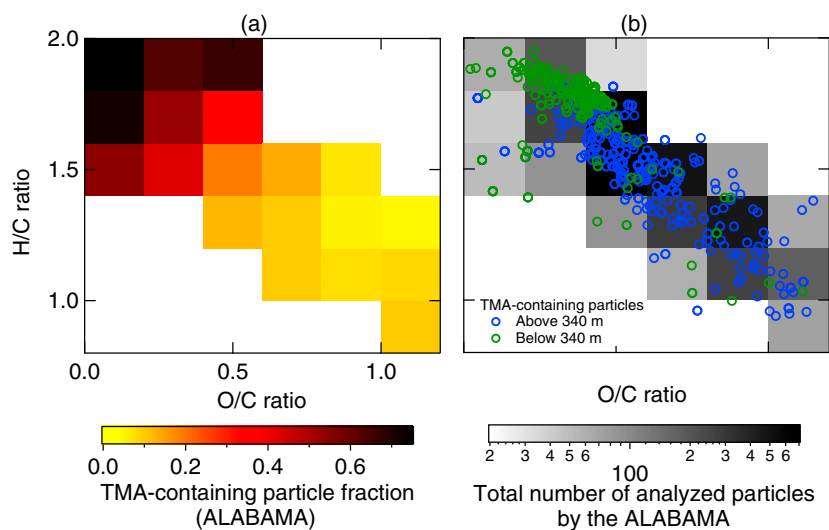 (a)
(b)
2.0
1.5
1.0
H/C ratio
0.0 0.5 1.0
O/C ratio
TMA-containing particles
Above 340 m
Below 340 m
O/C ratio
0.0 0.2 0.4 0.6
TMA-containing particle fraction
(ALABAMA)
2 3 4 5 6 2 3 4 5 6
100
Total number of analyzed particles
by the ALABAMA